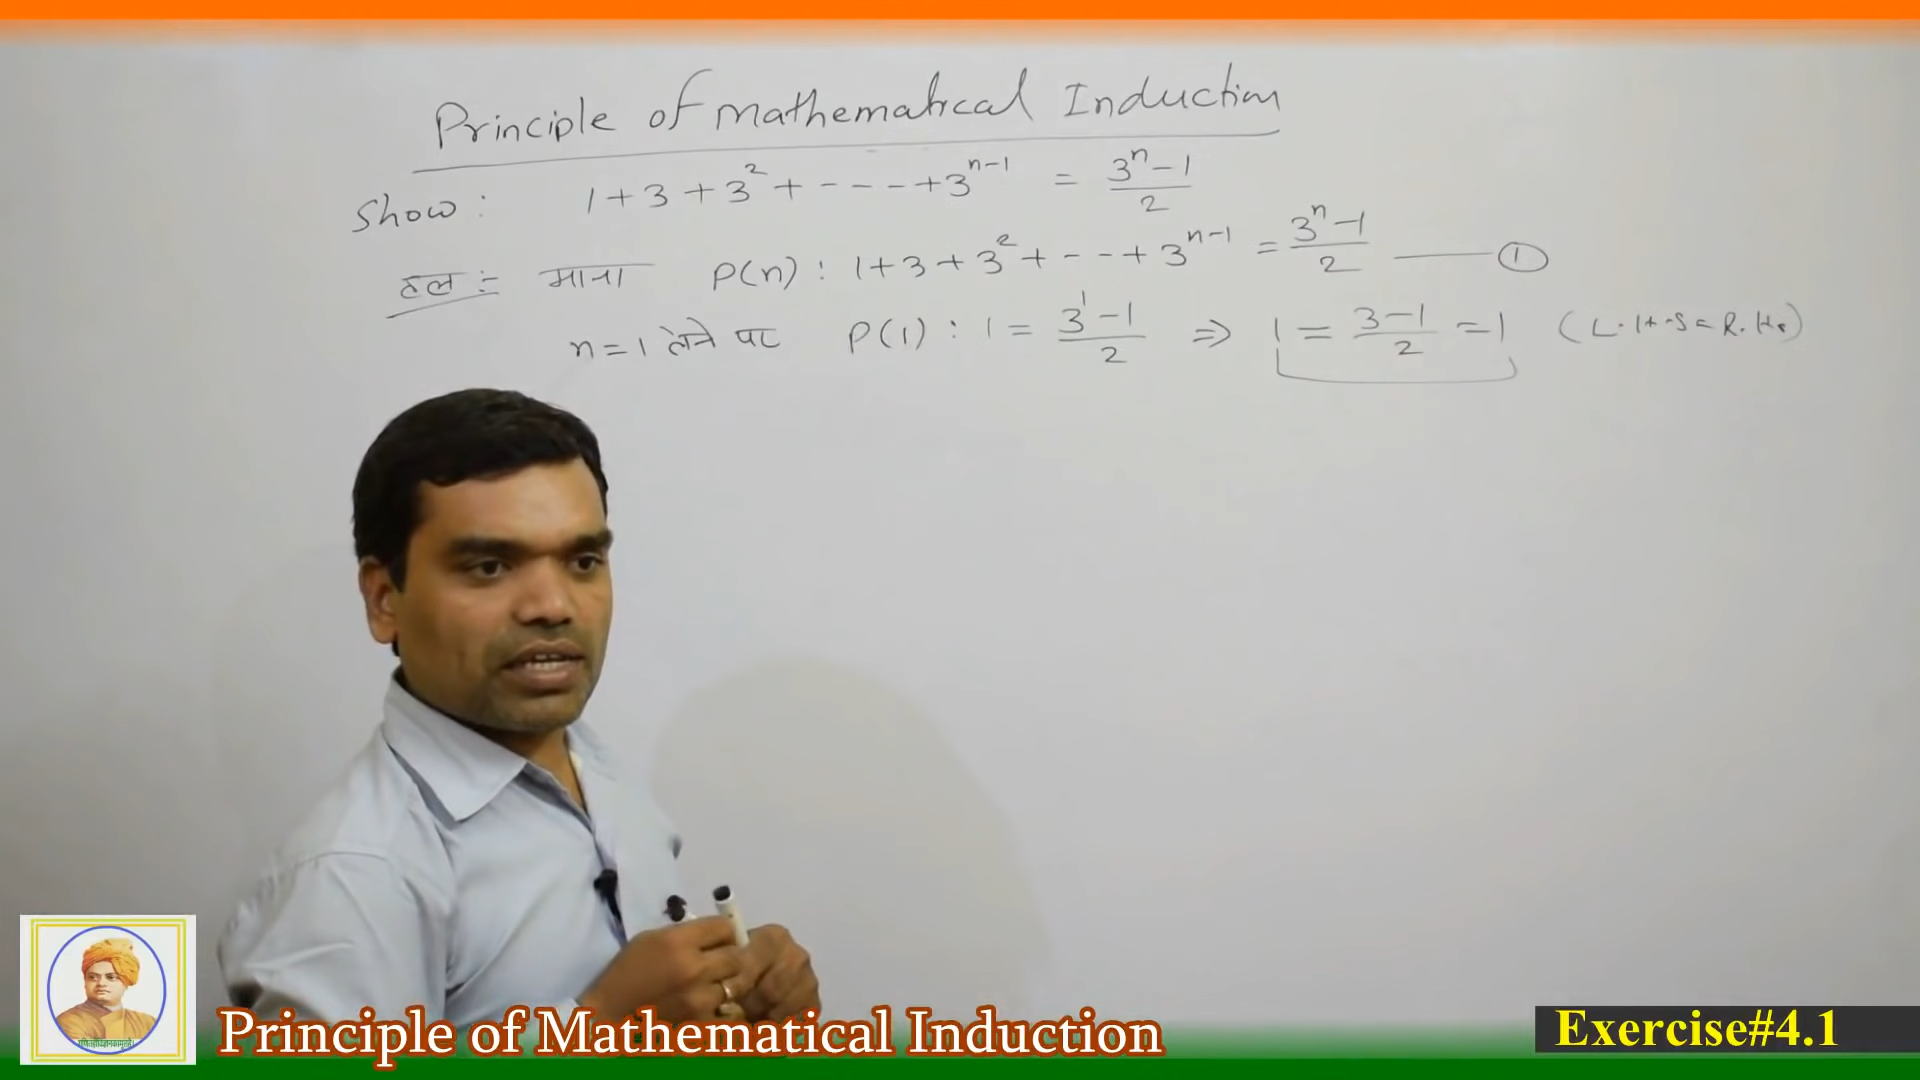 Principle of Mathematical Induction
Show : 1 + 3 + 3² + - - - - + 3ⁿ⁻¹ = (3ⁿ - 1)/2
हल := माना P(n) : 1 + 3 + 3² + - - - + 3ⁿ⁻¹ = (3ⁿ - 1)/2 —— ①
n = 1 लेने पर P(1) : 1 = (3¹ - 1)/2 ⇒ 1 = (3 - 1)/2 = 1 (L.H.S = R.H.)
Principle of Mathematical Induction
Exercise#4.1